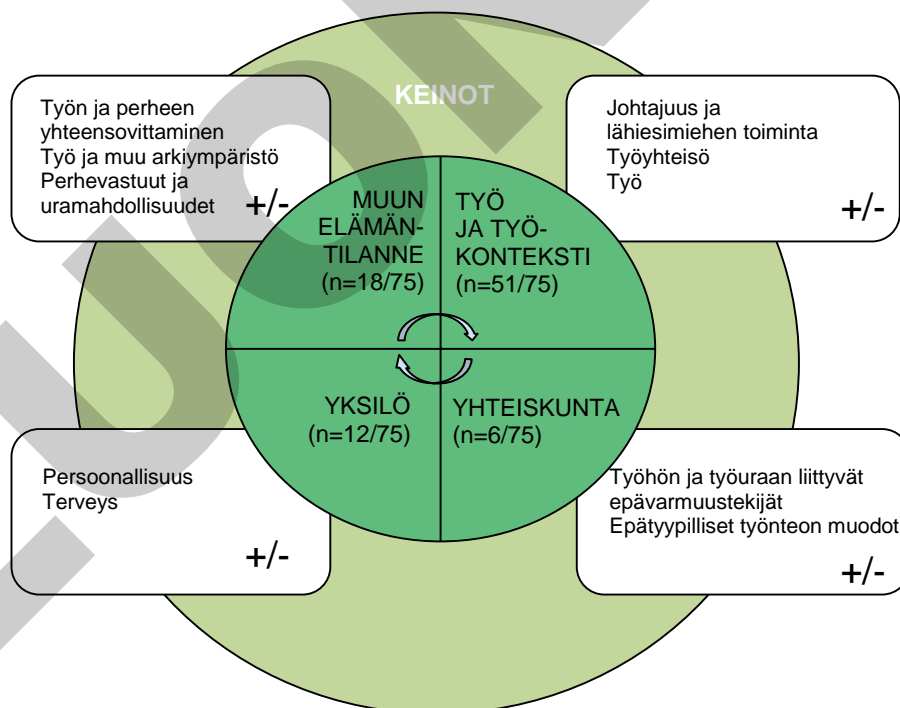 KEINOT
Työn ja perheen
yhteensovittaminen
Työ ja muu arkiympäristö
Perhevastuut ja
uramahdollisuudet
+/-
Johtajuus ja
lähiesimiehen toiminta
Työyhteisö
Työ
+/-
MUUN
ELÄMÄN-
TILANNE
(n=18/75)
TYÖ
JA TYÖ-
KONTEKSTI
(n=51/75)
YKSILÖ
(n=12/75)
YHTEISKUNTA
(n=6/75)
Persoonallisuus
Terveys
+/-
Työhön ja työuraan liittyvät
epävarmuustekijät
Epätyypilliset työnteon muodot
+/-